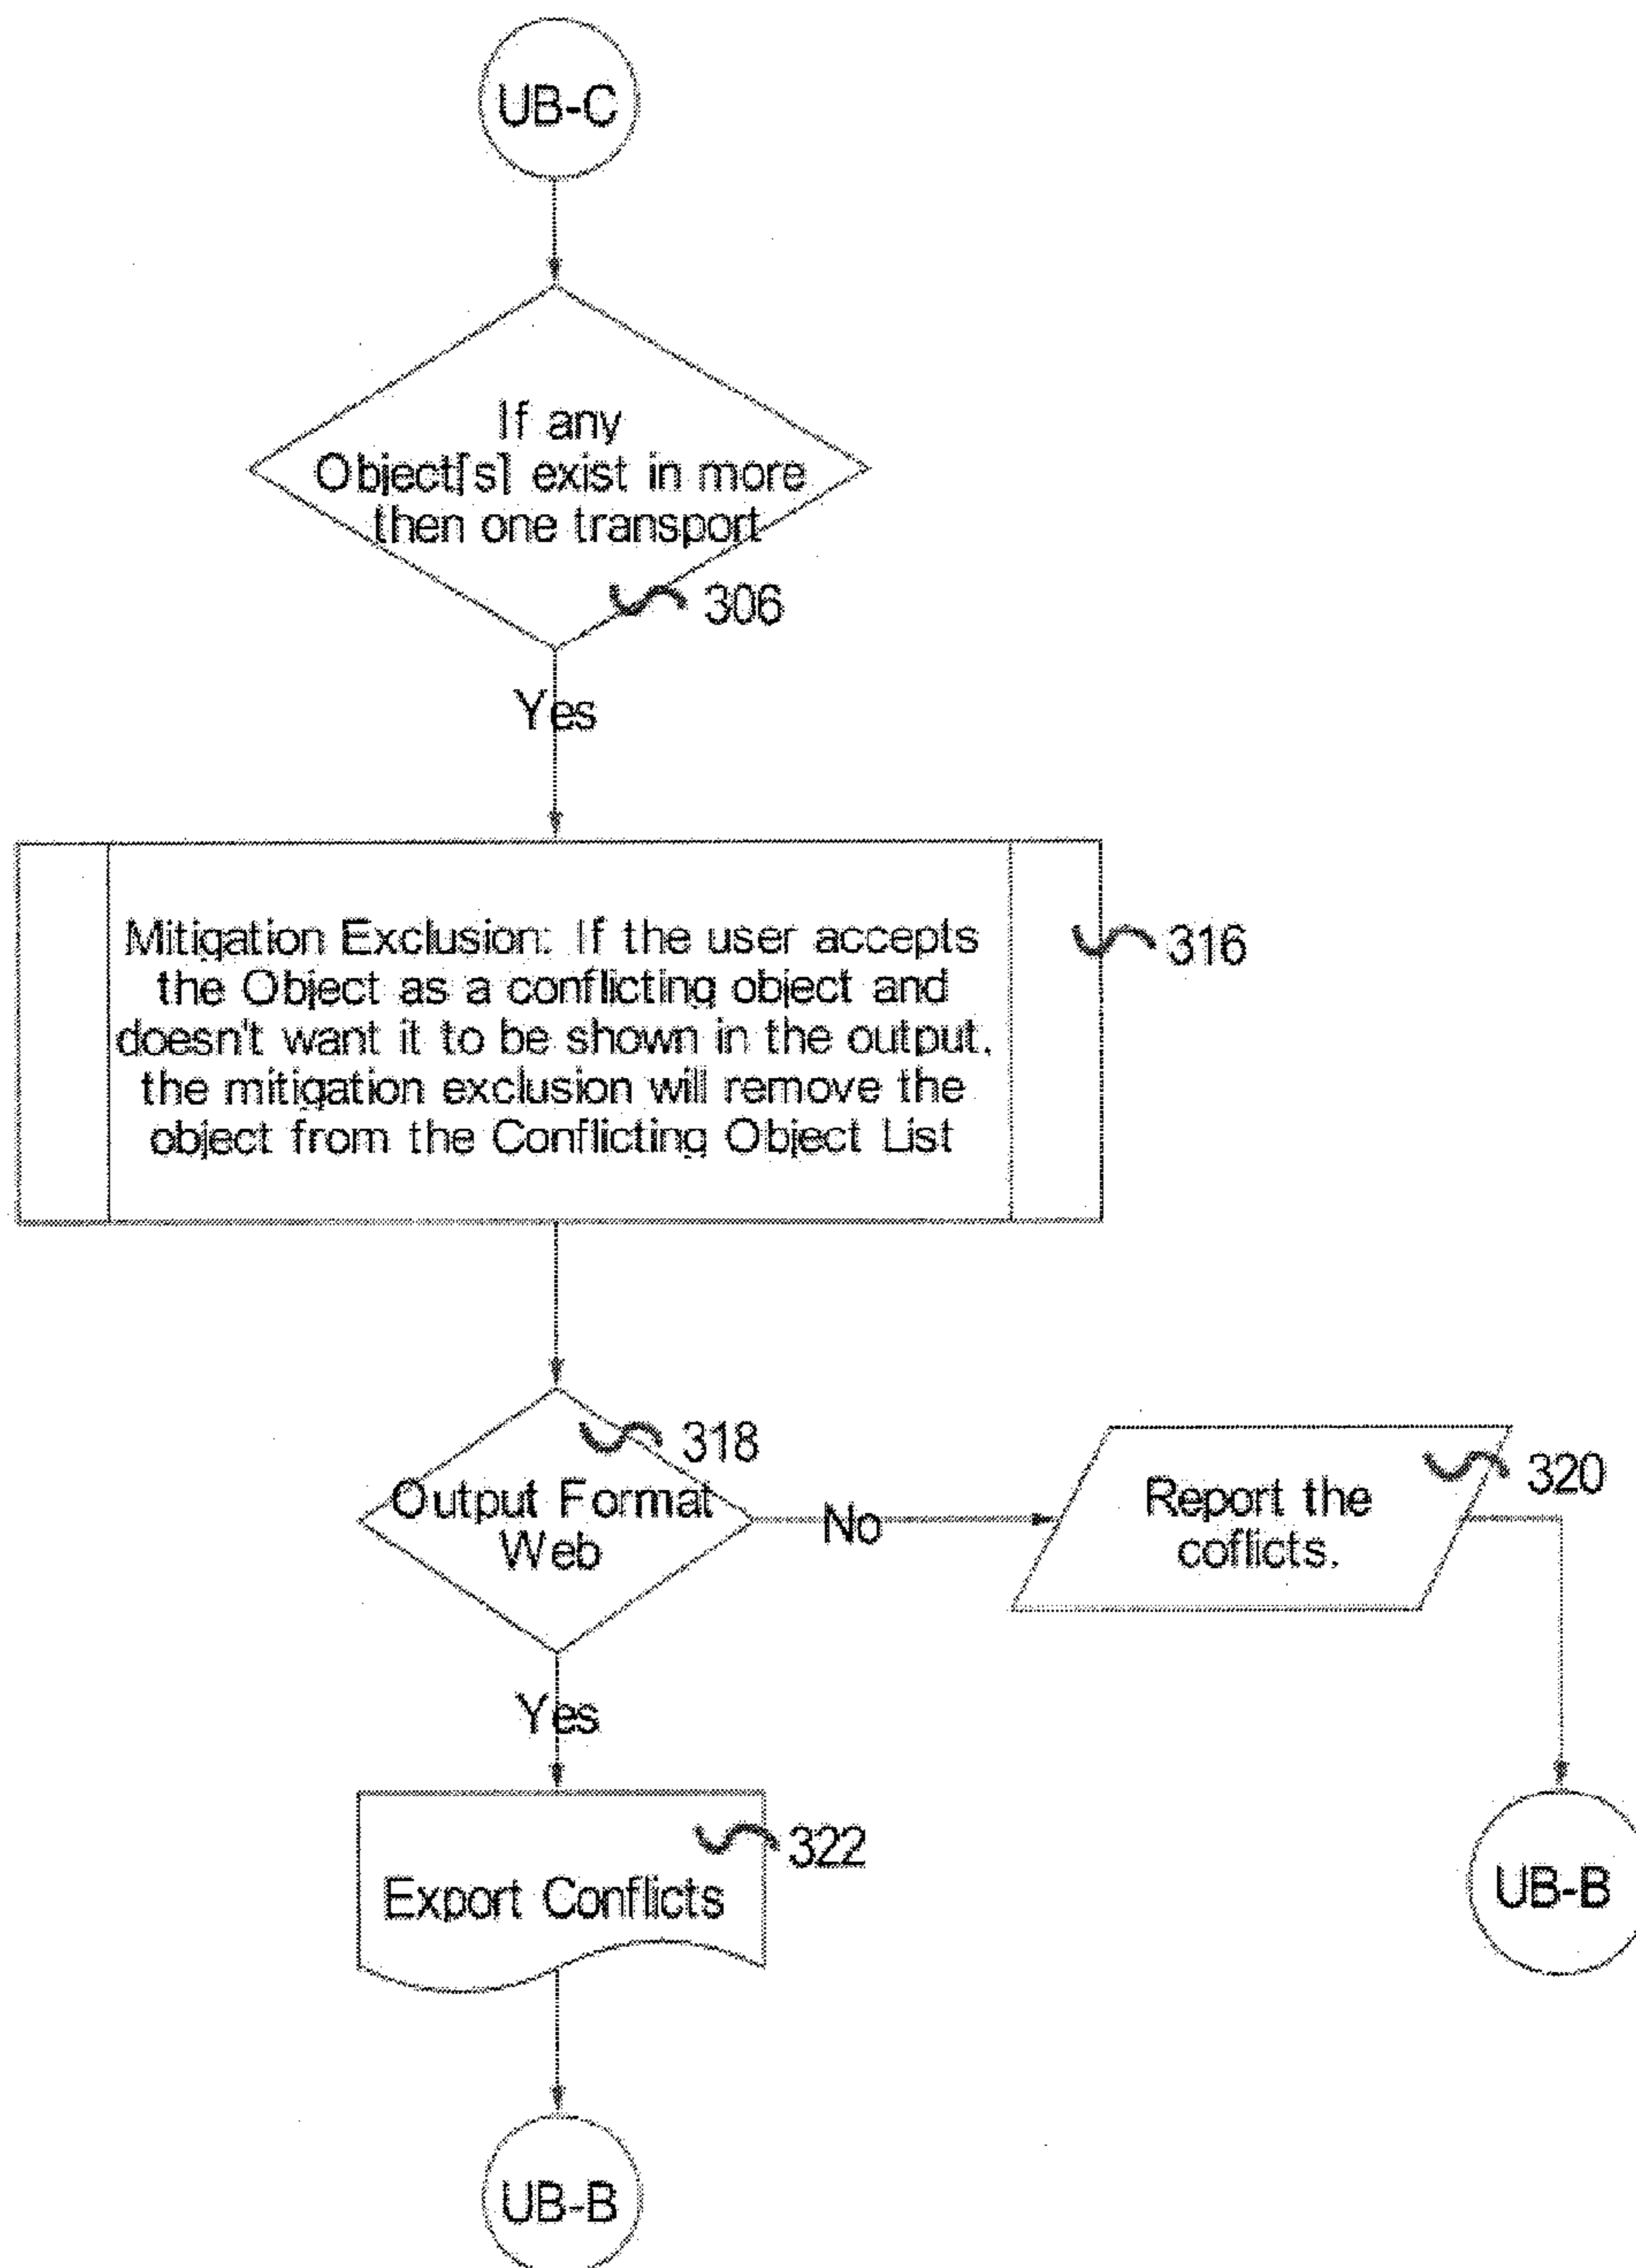 UB-C
If any
Object[s] exist in more
then one transport
306
Yes
Mitigation Exclusion: If the user accepts
the Object as a conflicting object and
doesn't want it to be shown in the output,
the mitigation exclusion will remove the
object from the Conflicting Object List
316
318
Output Format
Web
No
Report the
coflicts.
320
Yes
322
Export Conflicts
UB-B
UB-B